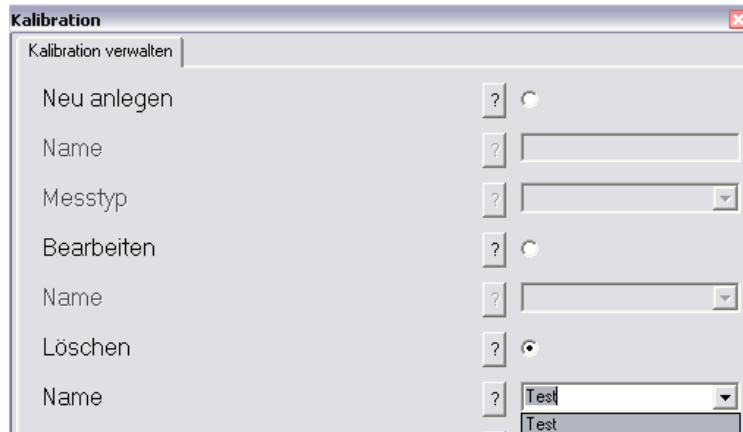 Kalibration
Kalibration verwalten
Neu anlegen ?
Name ?
Messtyp ?
Bearbeiten ?
Name ?
Löschen ?
Name ? Test
Test